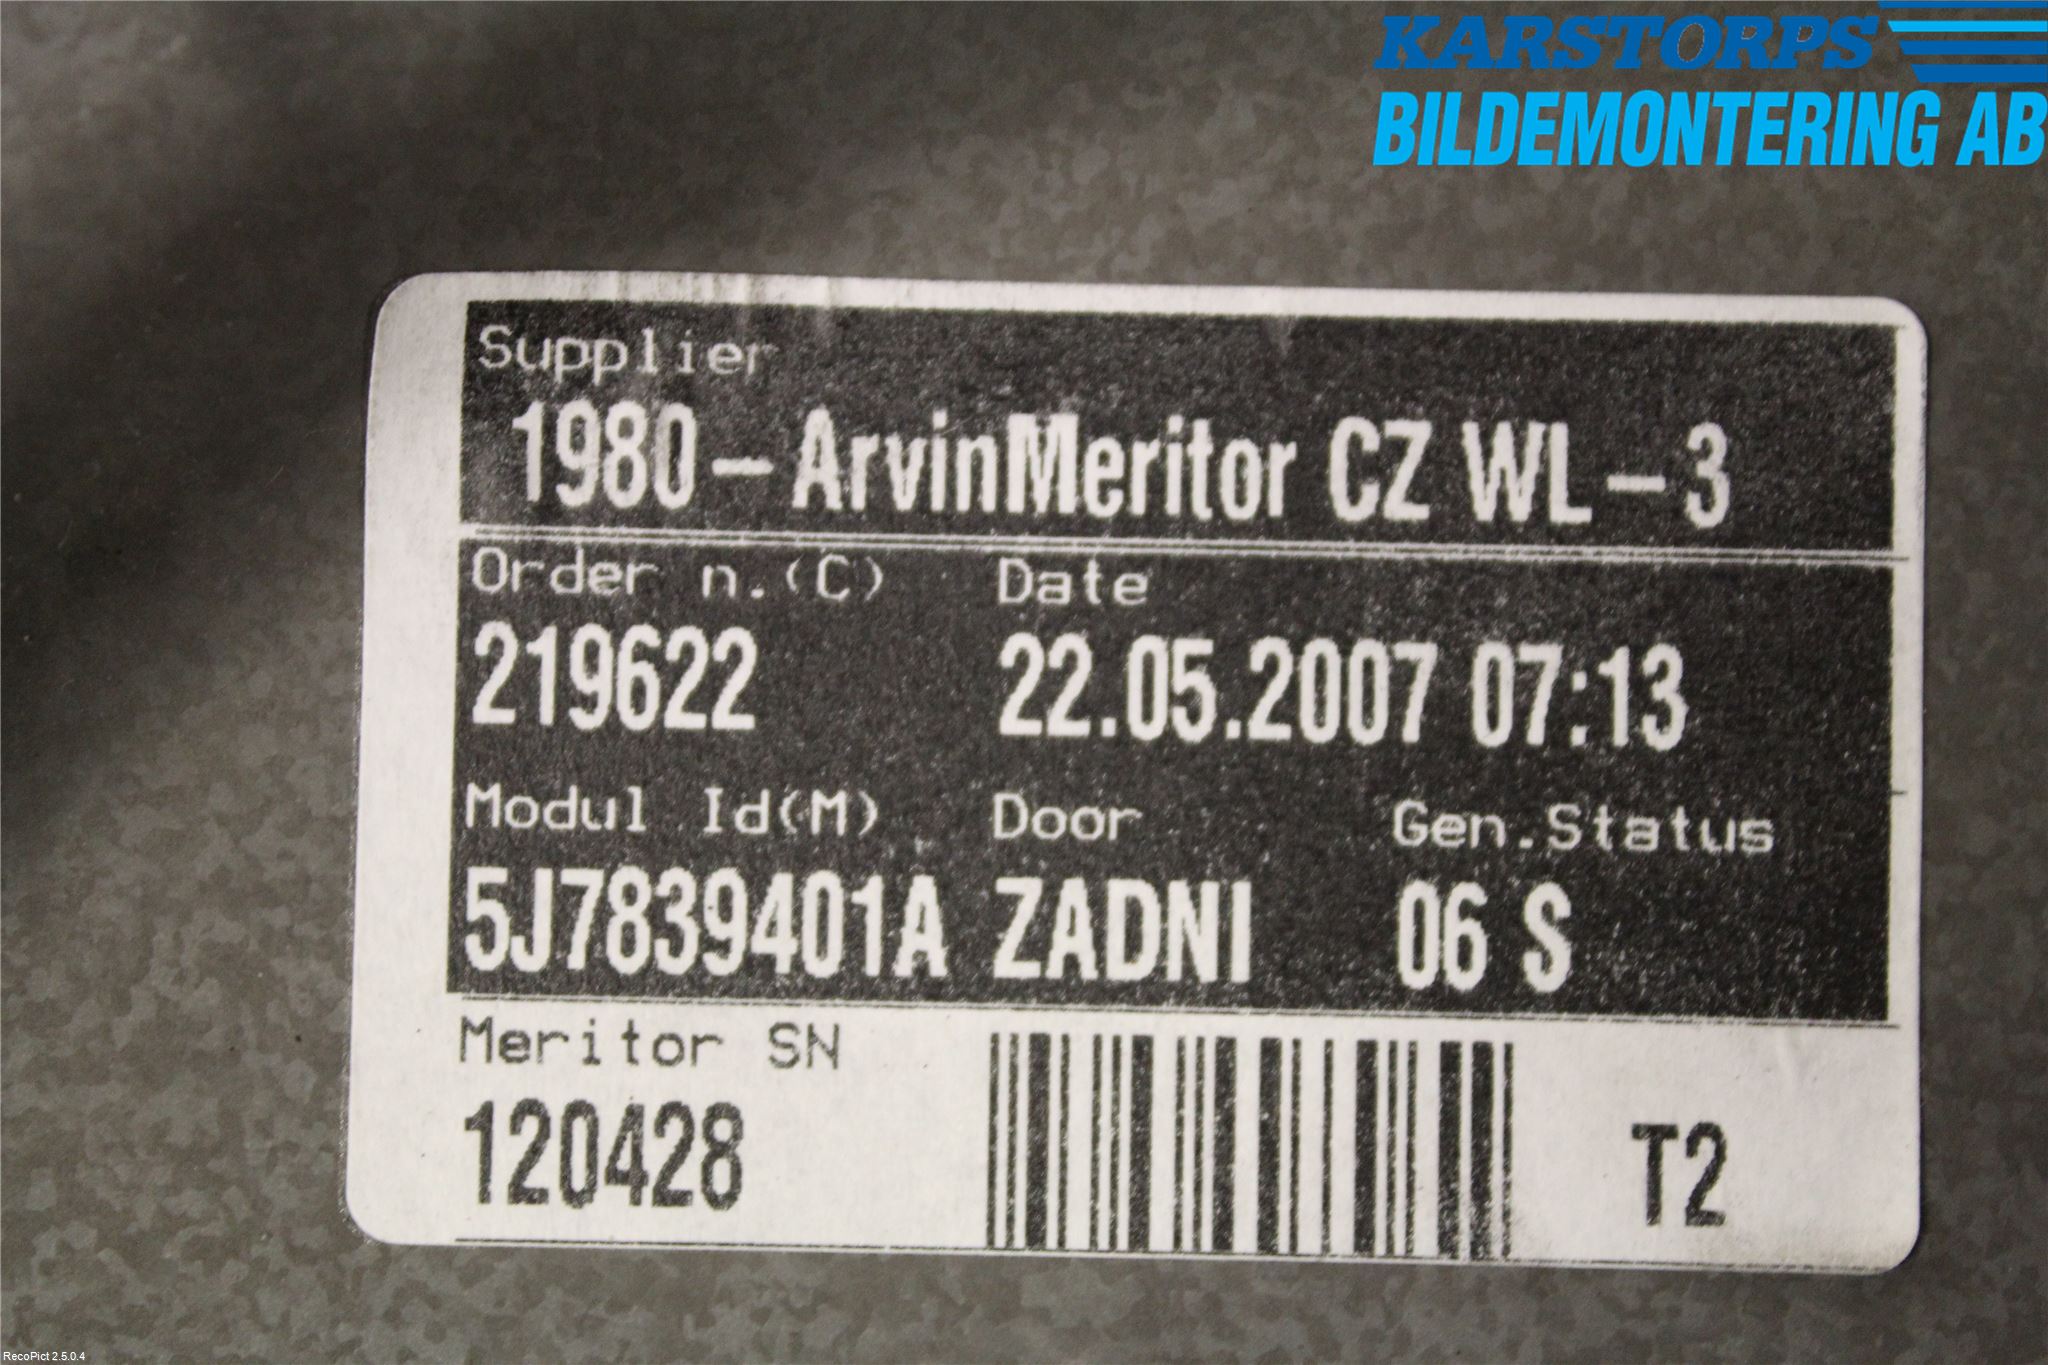 KARSTORPS
BILDEMONTERING AB
Supplier
1980-ArvinMeritor CZ WL-3
Order n.(C) Date
219622 22.05.2007 07:13
Modul Id(M) Door Gen.Status
5J7839401A ZADNI 06 S
Meritor SN
120428 T2
RecoPict 2.5.0.4